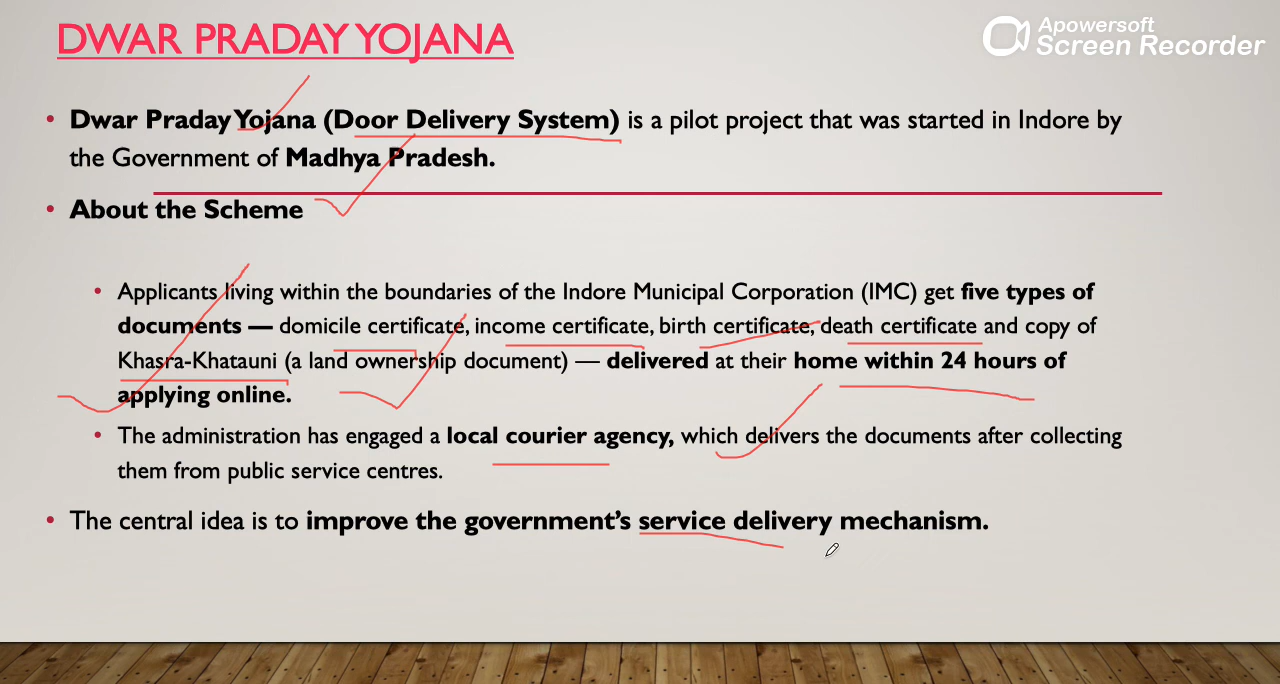 DWAR PRADAY YOJANA
Apowersoft
Screen Recorder
• Dwar Praday Yojana (Door Delivery System) is a pilot project that was started in Indore by
the Government of Madhya Pradesh.
• About the Scheme
• Applicants living within the boundaries of the Indore Municipal Corporation (IMC) get five types of
documents — domicile certificate, income certificate, birth certificate, death certificate and copy of
Khasra-Khatauni (a land ownership document) — delivered at their home within 24 hours of
applying online.
• The administration has engaged a local courier agency, which delivers the documents after collecting
them from public service centres.
• The central idea is to improve the government’s service delivery mechanism.